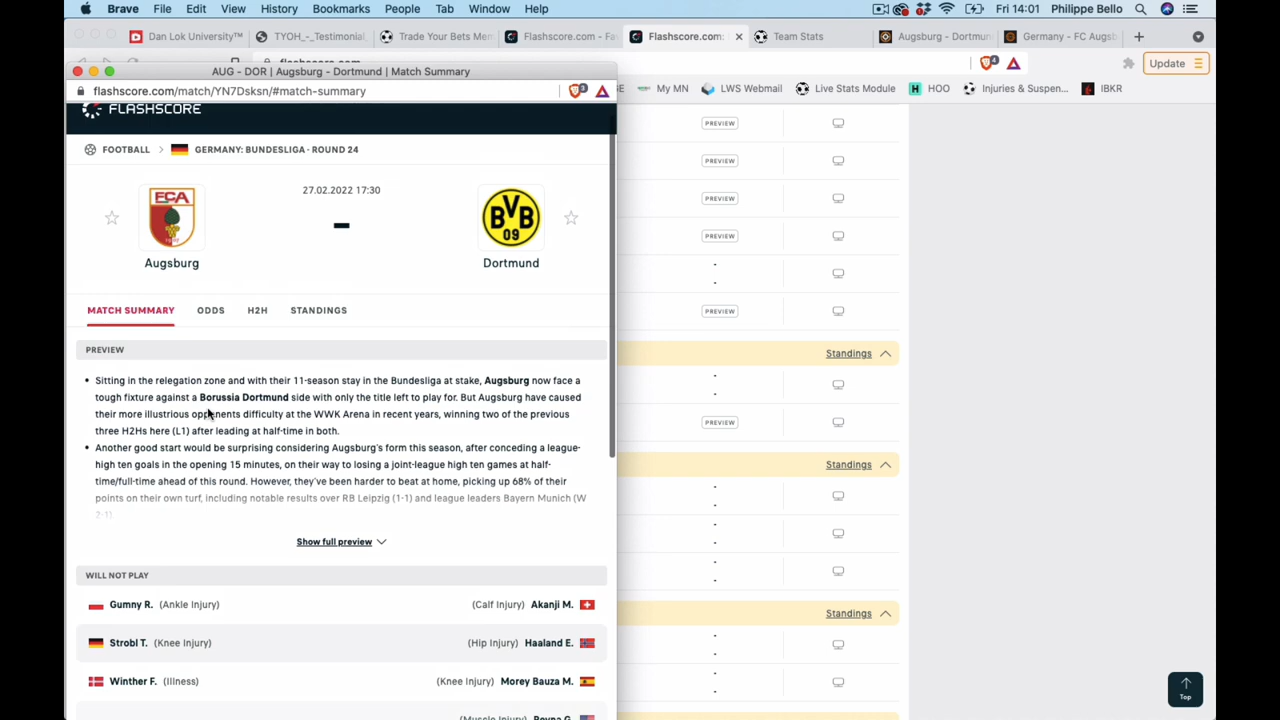 Brave File Edit View History Bookmarks People Tab Window Help Fri 14:01 Philippe Bello
Dan Lok University™ TYOH_-_Testimonial_ Trade Your Bets Mem Flashscore.com - Fav Flashscore.com: Team Stats Augsburg - Dortmun Germany - FC Augsb
flashscore.com
Update
AUG - DOR | Augsburg - Dortmund | Match Summary
flashscore.com/match/YN7Dsksn/#match-summary
My MN LWS Webmail Live Stats Module HOO Injuries & Suspen... IBKR
FLASHSCORE
FOOTBALL > GERMANY: BUNDESLIGA - ROUND 24
27.02.2022 17:30
-
FCA
BVB
09
Augsburg
Dortmund
MATCH SUMMARY ODDS H2H STANDINGS
PREVIEW
• Sitting in the relegation zone and with their 11-season stay in the Bundesliga at stake, Augsburg now face a
tough fixture against a Borussia Dortmund side with only the title left to play for. But Augsburg have caused
their more illustrious opponents difficulty at the WWK Arena in recent years, winning two of the previous
three H2Hs here (L1) after leading at half-time in both.
• Another good start would be surprising considering Augsburg's form this season, after conceding a league-
high ten goals in the opening 15 minutes, on their way to losing a joint-league high ten games at half-
time/full-time ahead of this round. However, they've been harder to beat at home, picking up 68% of their
points on their own turf, including notable results over RB Leipzig (1-1) and league leaders Bayern Munich (W
2-1)
Show full preview
WILL NOT PLAY
Gumny R. (Ankle Injury) (Calf Injury) Akanji M.
Strobl T. (Knee Injury) (Hip Injury) Haaland E.
Winther F. (Illness) (Knee Injury) Morey Bauza M.
(Muscle Injury) Reyna G.
PREVIEW
PREVIEW
PREVIEW
PREVIEW
-
-
PREVIEW
Standings
-
-
PREVIEW
Standings
-
-
-
-
-
-
Standings
-
-
-
-
Top